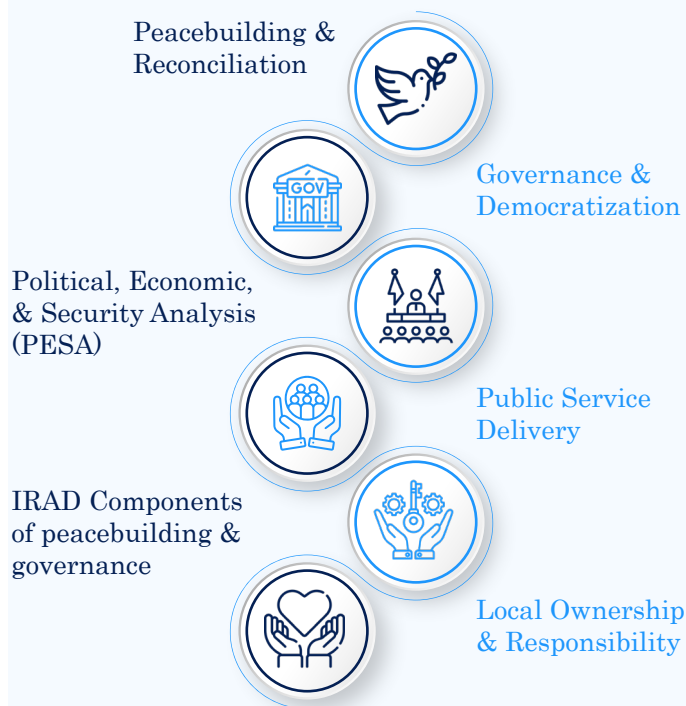 Peacebuilding &
Reconciliation
GOV
Governance &
Democratization
Political, Economic,
& Security Analysis
(PESA)
Public Service
Delivery
IRAD Components
of peacebuilding &
governance
Local Ownership
& Responsibility